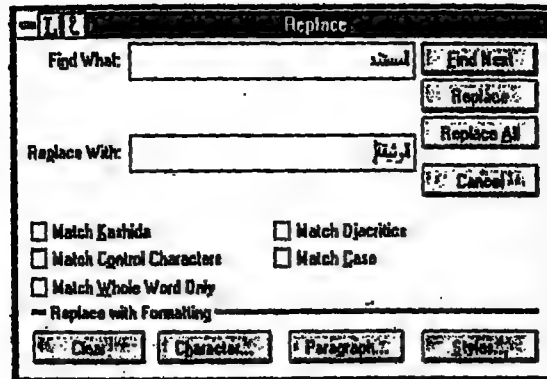 Replace
Find What: المستند
Find Next
Replace
Replace With: الوثيقة
Replace All
Cancel
Match Kashida
Match Diacritics
Match Control Characters
Match Case
Match Whole Word Only
Replace with Formatting
Clear
Character...
Paragraph...
Styles...